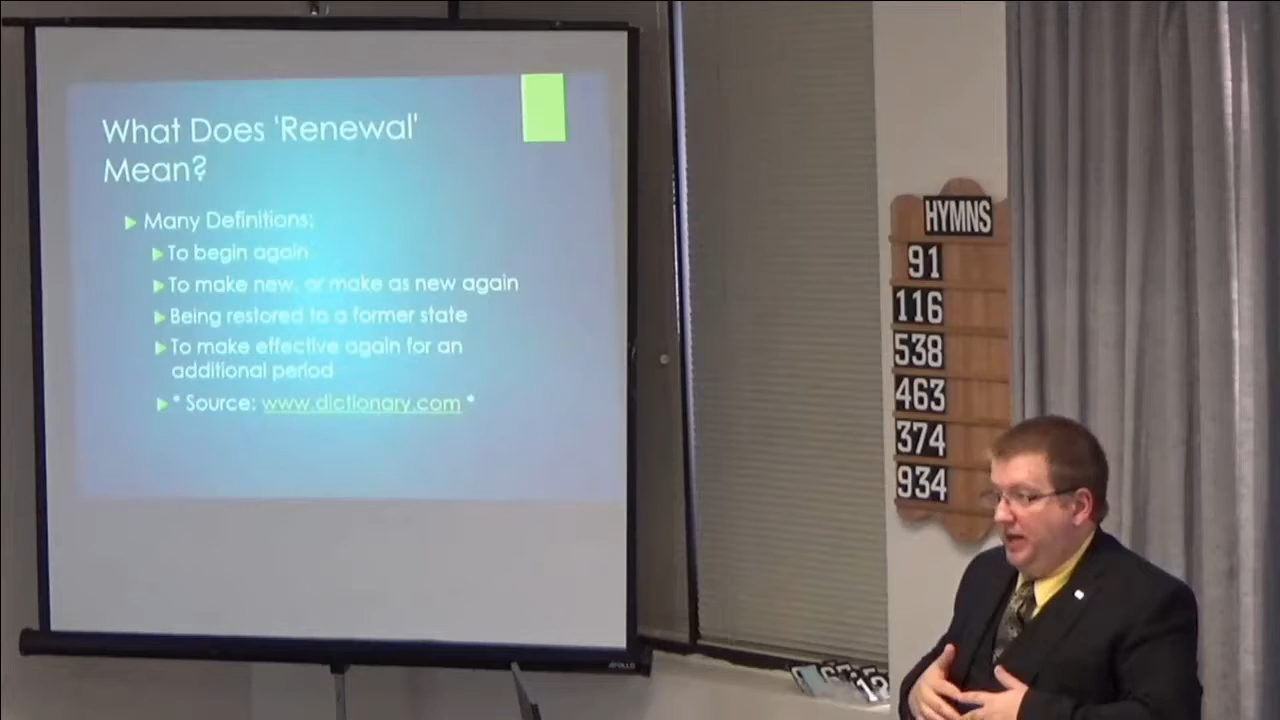 What Does 'Renewal'
Mean?
Many Definitions:
To begin again
To make new, or make as new again
Being restored to a former state
To make effective again for an
additional period
* Source: www.dictionary.com *
HYMNS
91
116
538
463
374
934
APOLLO